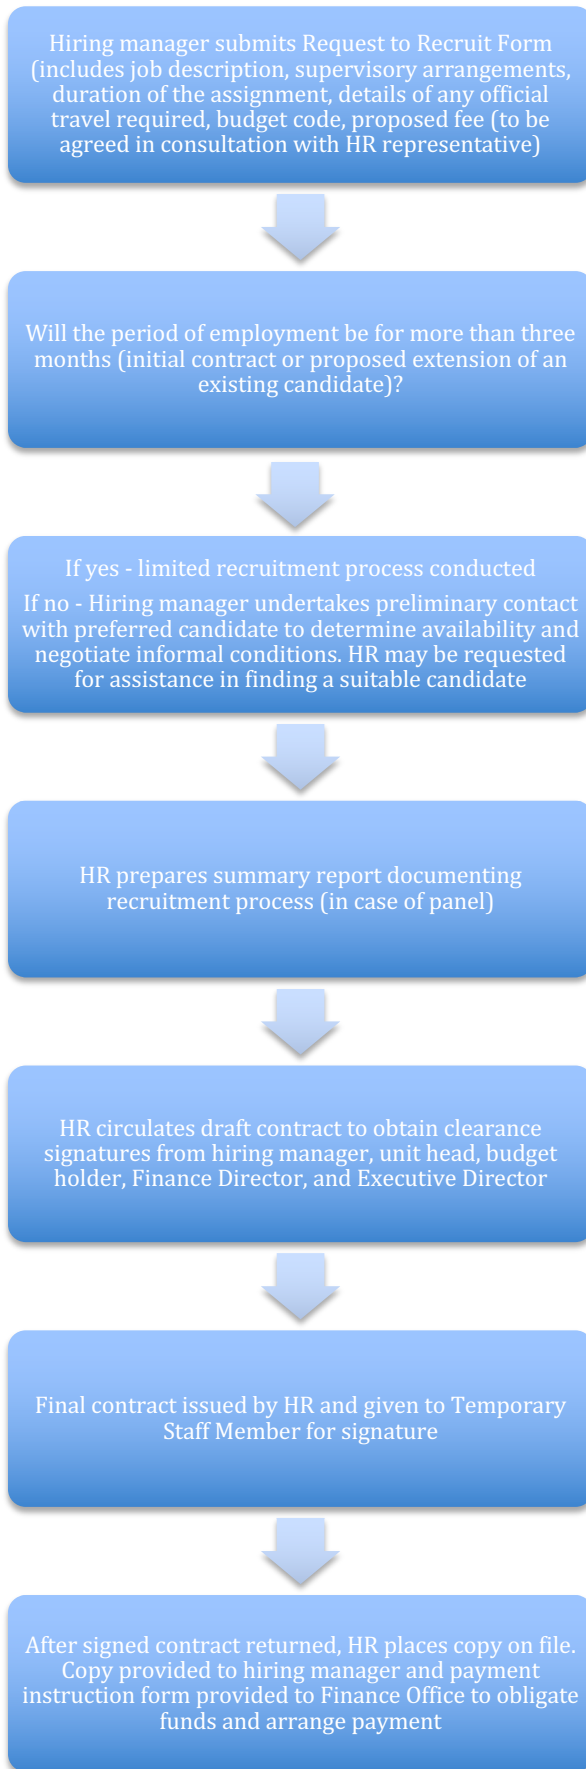 Hiring manager submits Request to Recruit Form
(includes job description, supervisory arrangements,
duration of the assignment, details of any official
travel required, budget code, proposed fee (to be
agreed in consultation with HR representative)
Will the period of employment be for more than three
months (initial contract or proposed extension of an
existing candidate)?
If yes - limited recruitment process conducted
If no - Hiring manager undertakes preliminary contact
with preferred candidate to determine availability and
negotiate informal conditions. HR may be requested
for assistance in finding a suitable candidate
HR prepares summary report documenting
recruitment process (in case of panel)
HR circulates draft contract to obtain clearance
signatures from hiring manager, unit head, budget
holder, Finance Director, and Executive Director
Final contract issued by HR and given to Temporary
Staff Member for signature
After signed contract returned, HR places copy on file.
Copy provided to hiring manager and payment
instruction form provided to Finance Office to obligate
funds and arrange payment